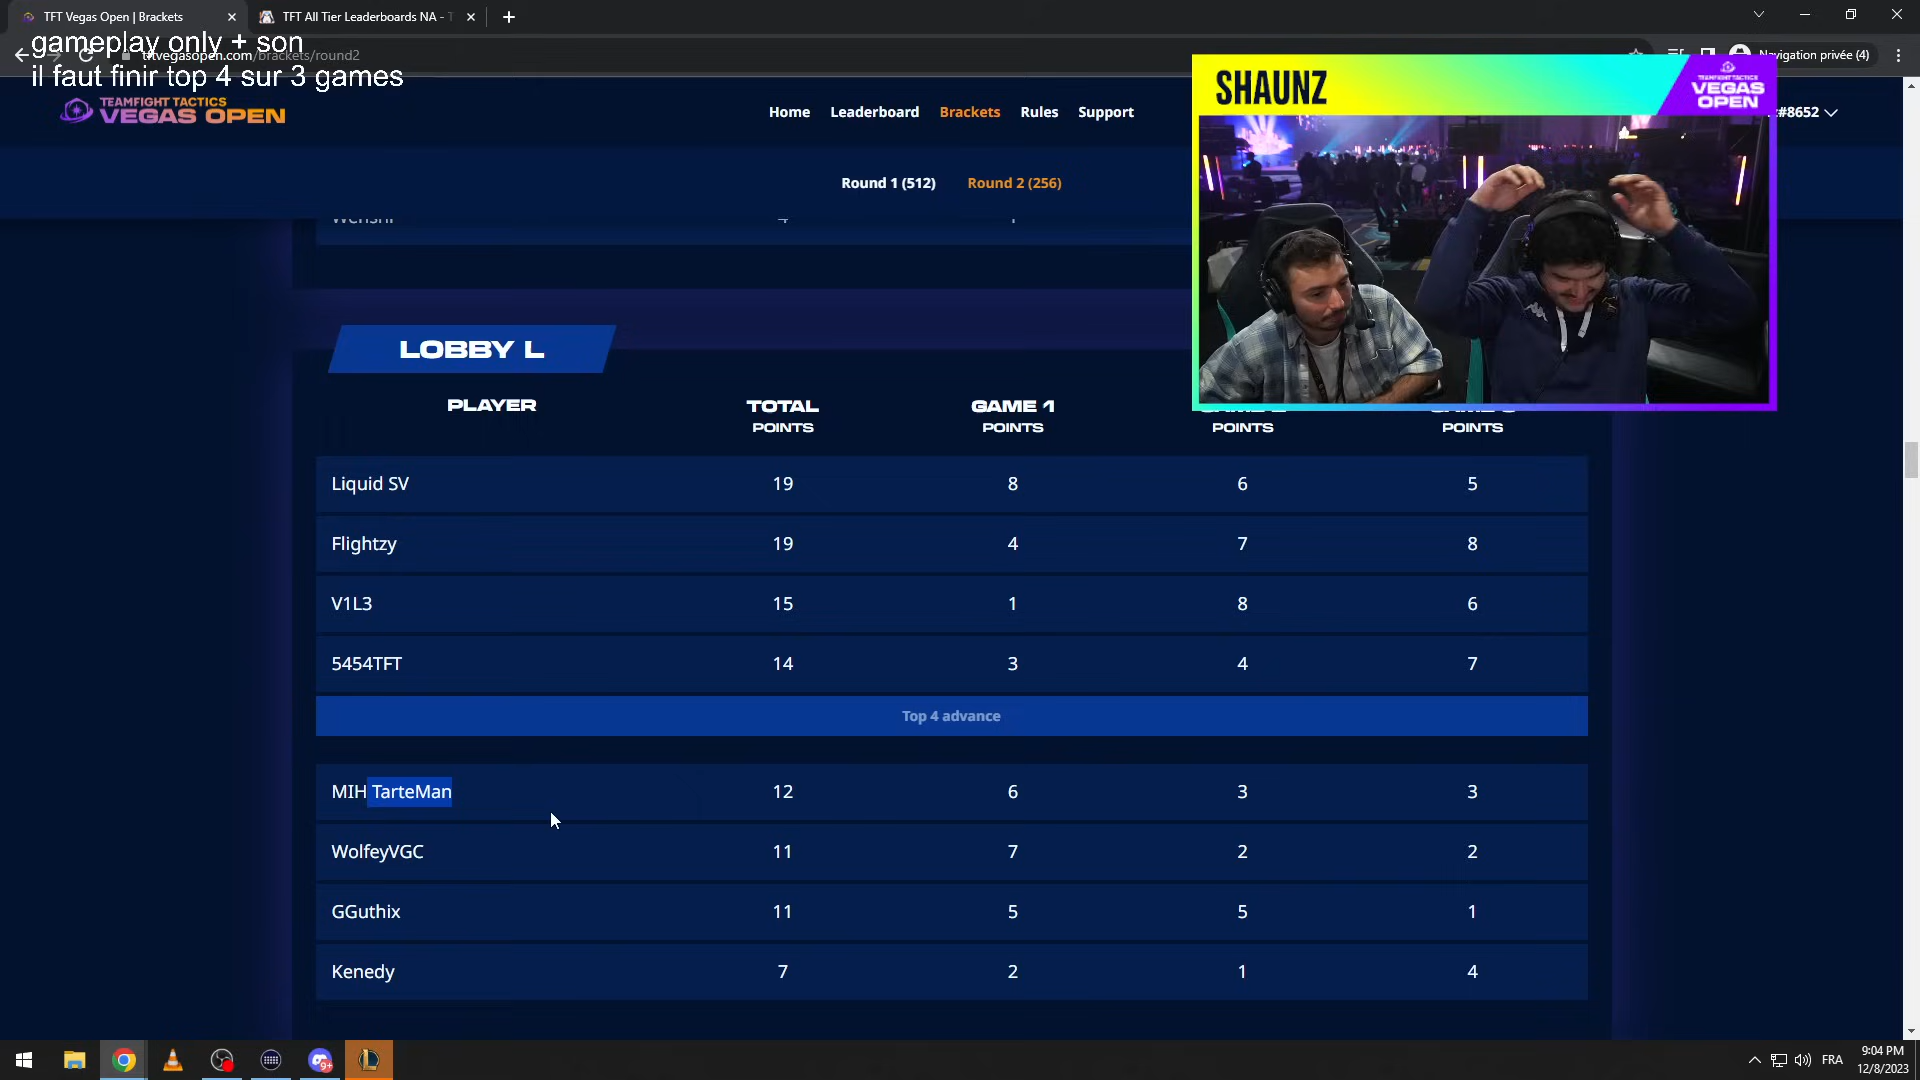 TFT Vegas Open | Brackets
TFT All Tier Leaderboards NA - T
gameplay only + son
tftvegasopen.com/brackets/round2
Navigation privée (4)
il faut finir top 4 sur 3 games
TEAMFIGHT TACTICS
VEGAS OPEN
Home
Leaderboard
Brackets
Rules
Support
#8652
SHAUNZ
TEAMFIGHT TACTICS
VEGAS
OPEN
Round 1 (512)
Round 2 (256)
LOBBY L
PLAYER
TOTAL
POINTS
GAME 1
POINTS
POINTS
POINTS
Liquid SV 19 8 6 5
Flightzy 19 4 7 8
V1L3 15 1 8 6
5454TFT 14 3 4 7
Top 4 advance
MIH TarteMan 12 6 3 3
WolfeyVGC 11 7 2 2
GGuthix 11 5 5 1
Kenedy 7 2 1 4
9+
FRA
9:04 PM
12/8/2023